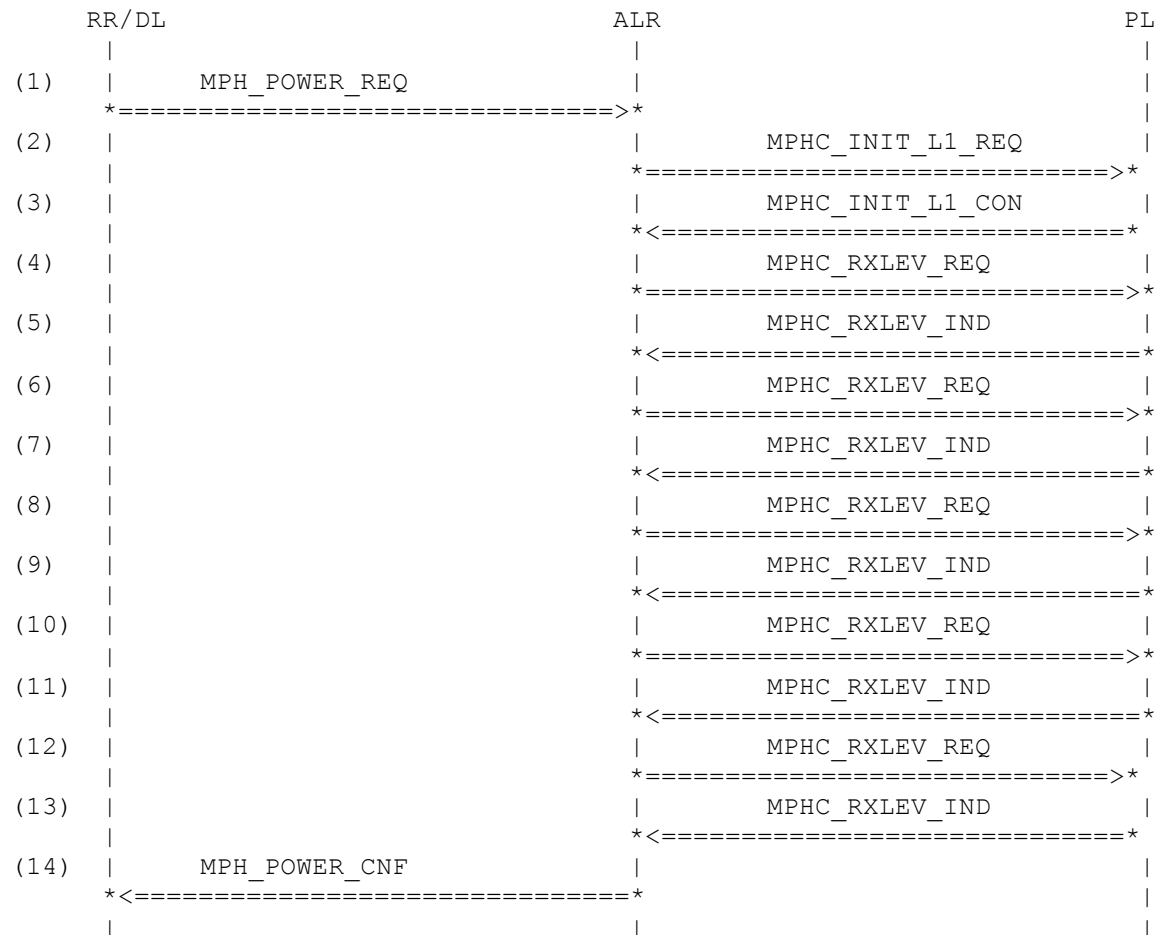 RR/DL ALR PL
| | |
(1) | MPH_POWER_REQ | |
*===============================>* |
(2) | | MPHC_INIT_L1_REQ |
| *=============================>*
(3) | | MPHC_INIT_L1_CON |
| *<=============================*
(4) | | MPHC_RXLEV_REQ |
| *==============================>*
(5) | | MPHC_RXLEV_IND |
| *<==============================*
(6) | | MPHC_RXLEV_REQ |
| *==============================>*
(7) | | MPHC_RXLEV_IND |
| *<==============================*
(8) | | MPHC_RXLEV_REQ |
| *==============================>*
(9) | | MPHC_RXLEV_IND |
| *<==============================*
(10) | | MPHC_RXLEV_REQ |
| *==============================>*
(11) | | MPHC_RXLEV_IND |
| *<==============================*
(12) | | MPHC_RXLEV_REQ |
| *=============================>*
(13) | | MPHC_RXLEV_IND |
| *<=============================*
(14) | MPH_POWER_CNF | |
*<===============================* |
| | |